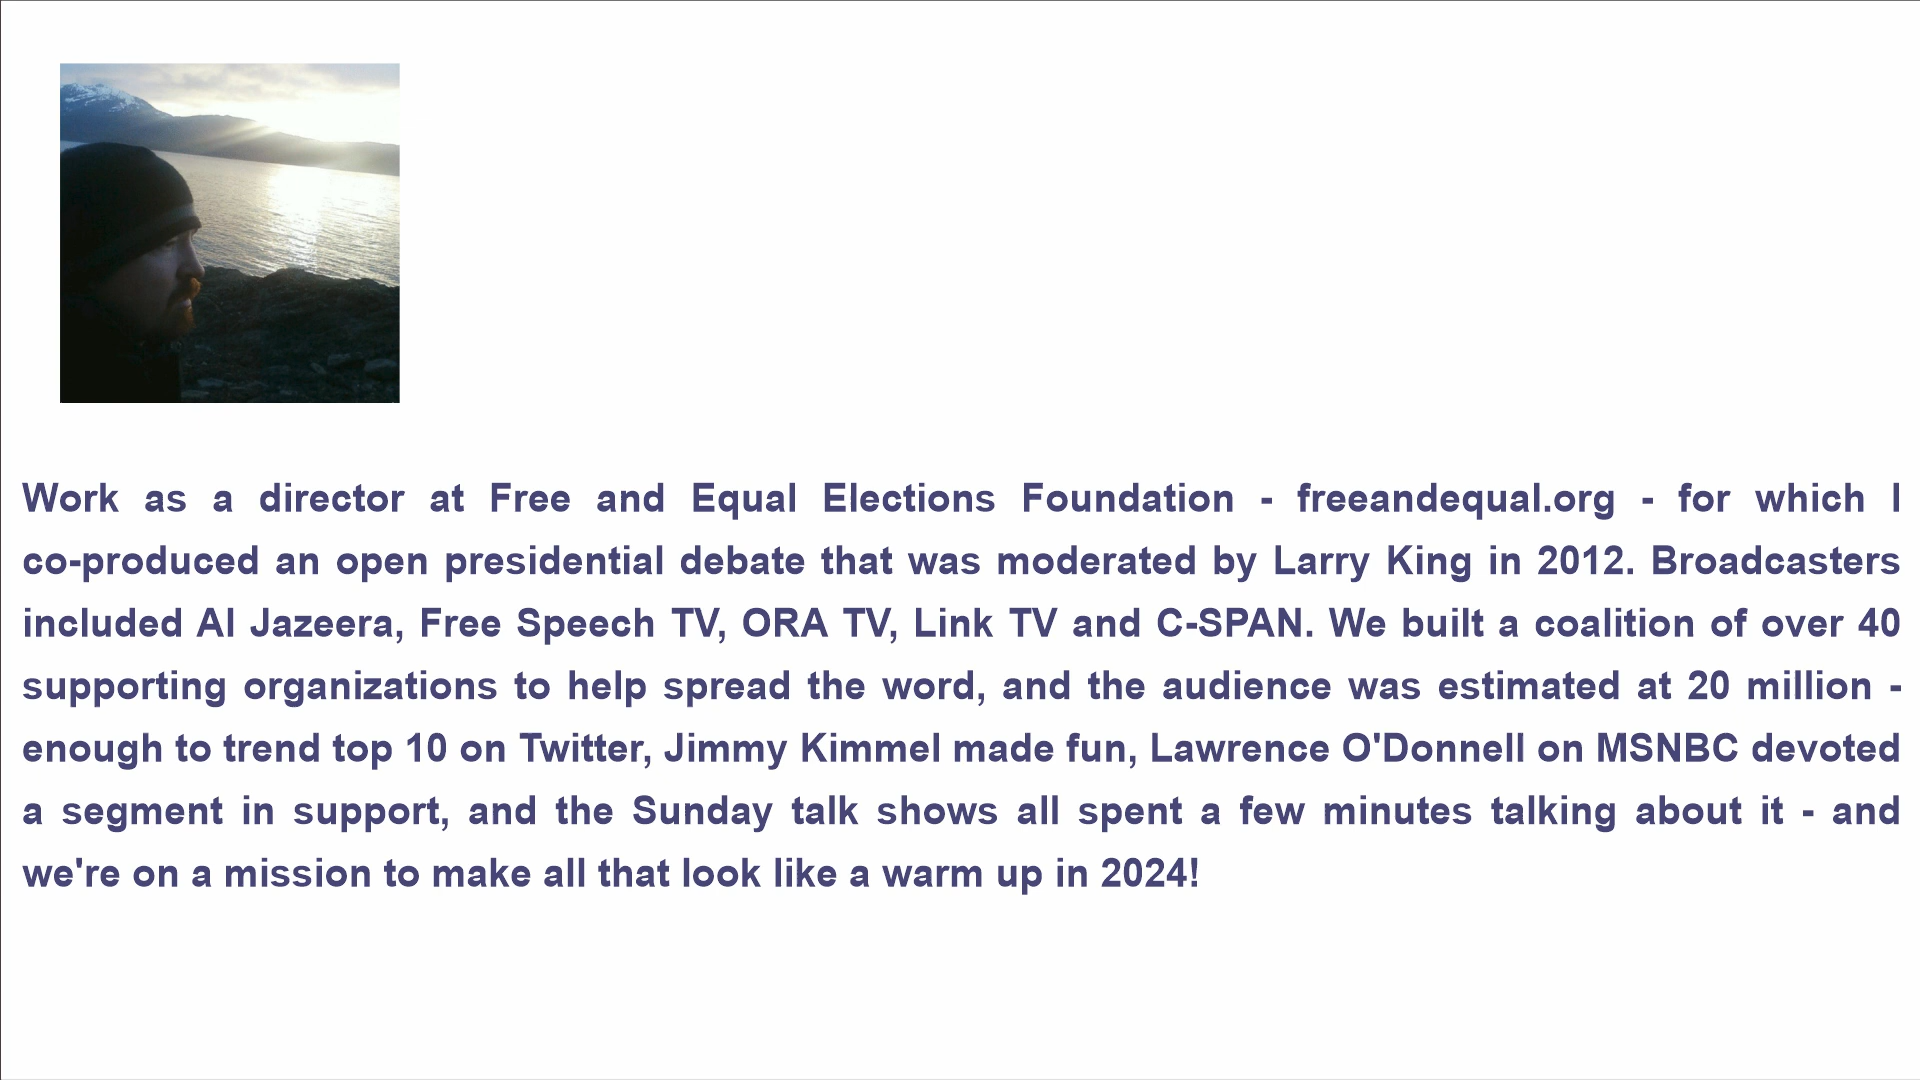 Work as a director at Free and Equal Elections Foundation - freeandequal.org - for which I
co-produced an open presidential debate that was moderated by Larry King in 2012. Broadcasters
included Al Jazeera, Free Speech TV, ORA TV, Link TV and C-SPAN. We built a coalition of over 40
supporting organizations to help spread the word, and the audience was estimated at 20 million -
enough to trend top 10 on Twitter, Jimmy Kimmel made fun, Lawrence O'Donnell on MSNBC devoted
a segment in support, and the Sunday talk shows all spent a few minutes talking about it - and
we're on a mission to make all that look like a warm up in 2024!